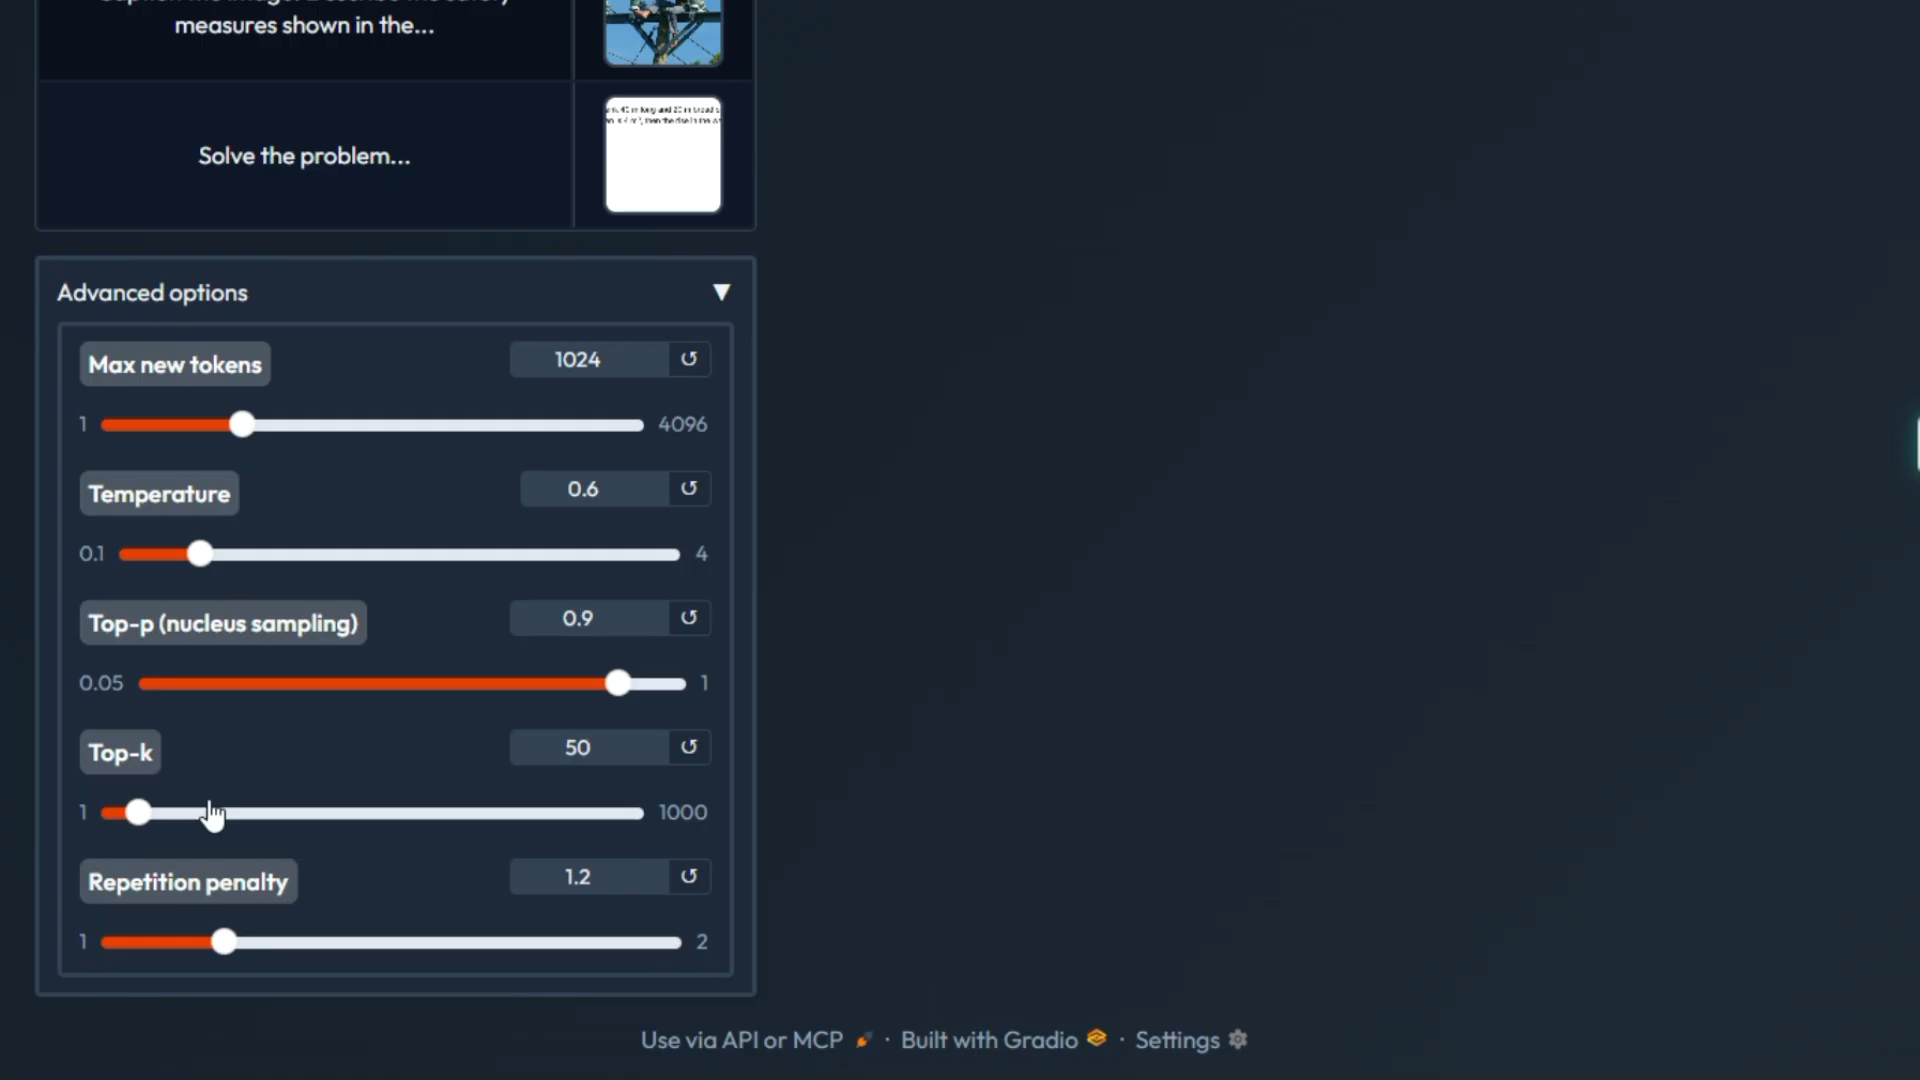 measures shown in the...
Solve the problem...
Advanced options
Max new tokens
1024
1
4096
Temperature
0.6
0.1
4
Top-p (nucleus sampling)
0.9
0.05
1
Top-k
50
1
1000
Repetition penalty
1.2
1
2
Use via API or MCP · Built with Gradio · Settings